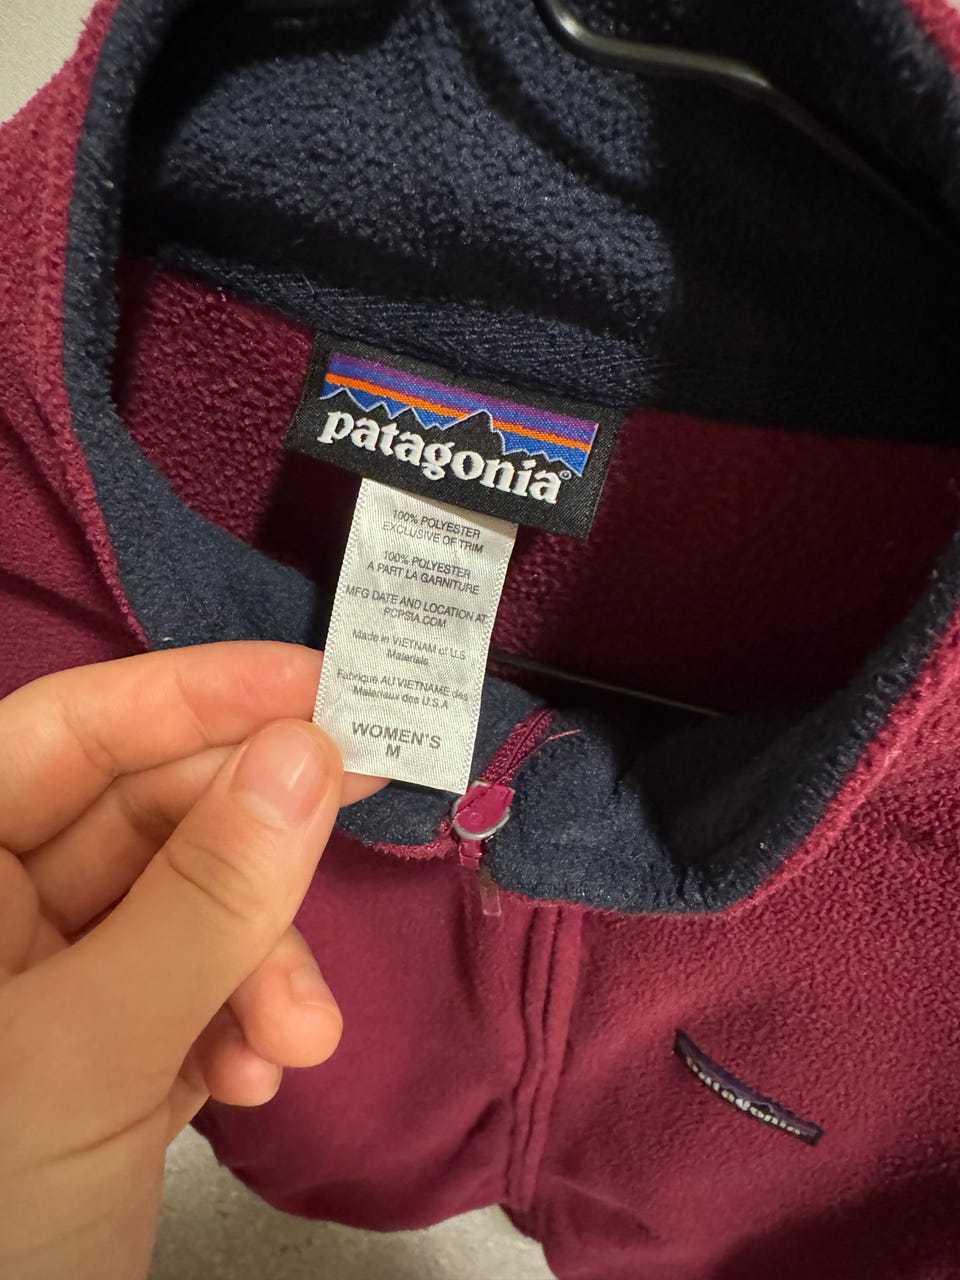 patagonia®
100% POLYESTER
EXCLUSIVE OF TRIM
100% POLYESTER
A PART LA GARNITURE
MFG DATE AND LOCATION AT:
PCPSIA.COM
Made in VIETNAM of U.S
Materials
Fabriqué AU VIETNAME des
Materiaux des U.S.A
WOMEN'S
M
patagonia